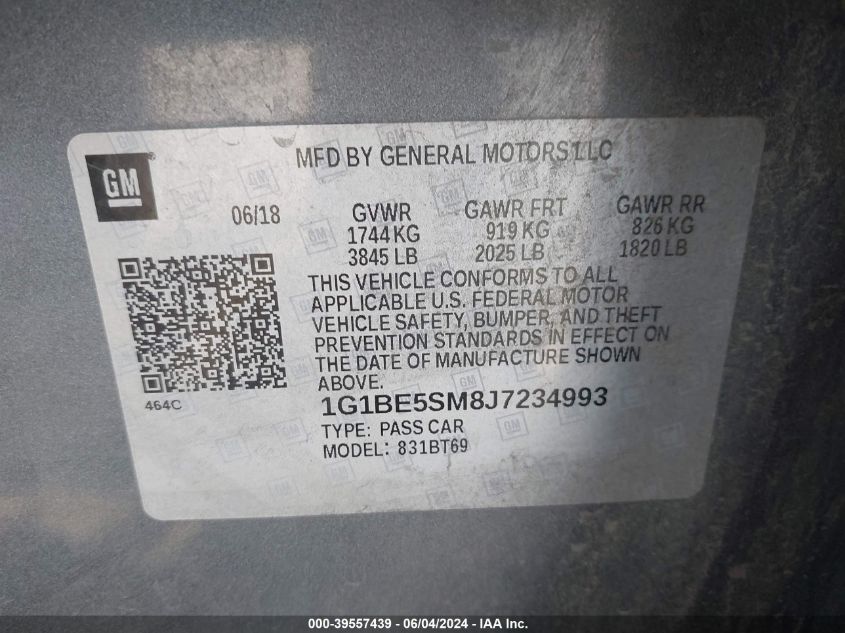 MFD BY GENERAL MOTORS LLC
GM
06/18
GVWR GAWR FRT GAWR RR
1744 KG 919 KG 826 KG
3845 LB 2025 LB 1820 LB
THIS VEHICLE CONFORMS TO ALL
APPLICABLE U.S. FEDERAL MOTOR
VEHICLE SAFETY, BUMPER, AND THEFT
PREVENTION STANDARDS IN EFFECT ON
THE DATE OF MANUFACTURE SHOWN
ABOVE.
464C
1G1BE5SM8J7234993
TYPE: PASS CAR
MODEL: 831BT69
000-39557439 - 06/04/2024 - IAA Inc.